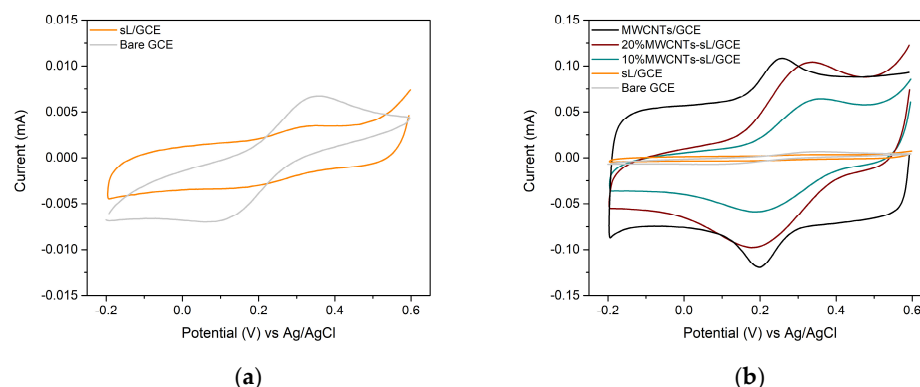 0.015
0.010
0.005
0.000
-0.005
-0.010
-0.015
Current (mA)
sL/GCE
Bare GCE
-0.2 0.0 0.2 0.4 0.6
Potential (V) vs Ag/AgCl
(a)
0.15
0.10
0.05
0.00
-0.05
-0.10
-0.15
Current (mA)
MWCNTs/GCE
20%MWCNTs-sL/GCE
10%MWCNTs-sL/GCE
sL/GCE
Bare GCE
-0.2 0.0 0.2 0.4 0.6
Potential (V) vs Ag/AgCl
(b)